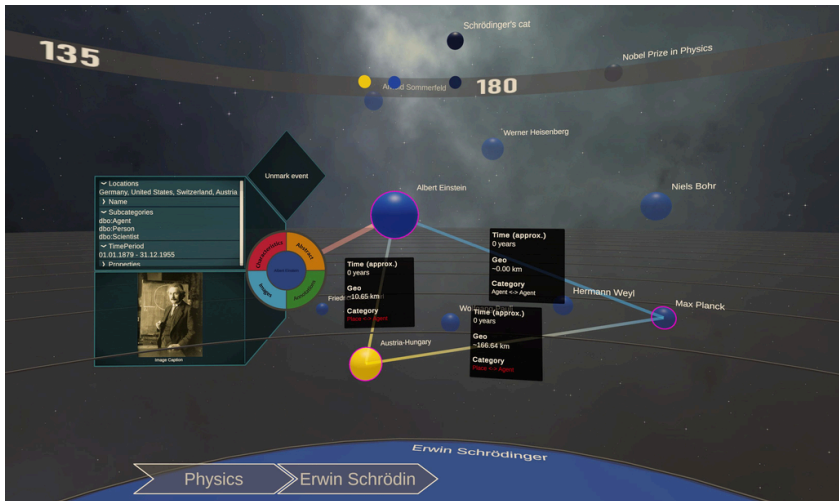 Schrödinger's cat
135
Nobel Prize in Physics
180
Sommerfeld
Werner Heisenberg
Unmark event
Locations
Germany, United States, Switzerland, Austria
Name
Subcategories
dbo:Agent
dbo:Person
dbo:Scientist
TimePeriod
01.01.1879 - 31.12.1955
Properties
Characteristics
Abstract
Images
Annotation
Image Caption
Albert Einstein
Niels Bohr
Time (approx.)
0 years
Geo
~0.00 km
Category
Agent <-> Agent
Time (approx.)
0 years
Geo
~10.65 km
Category
Place <-> Agent
Hermann Weyl
Max Planck
Time (approx.)
0 years
Geo
~166.64 km
Category
Place <-> Agent
Austria-Hungary
Erwin Schrödinger
Physics
Erwin Schrödin